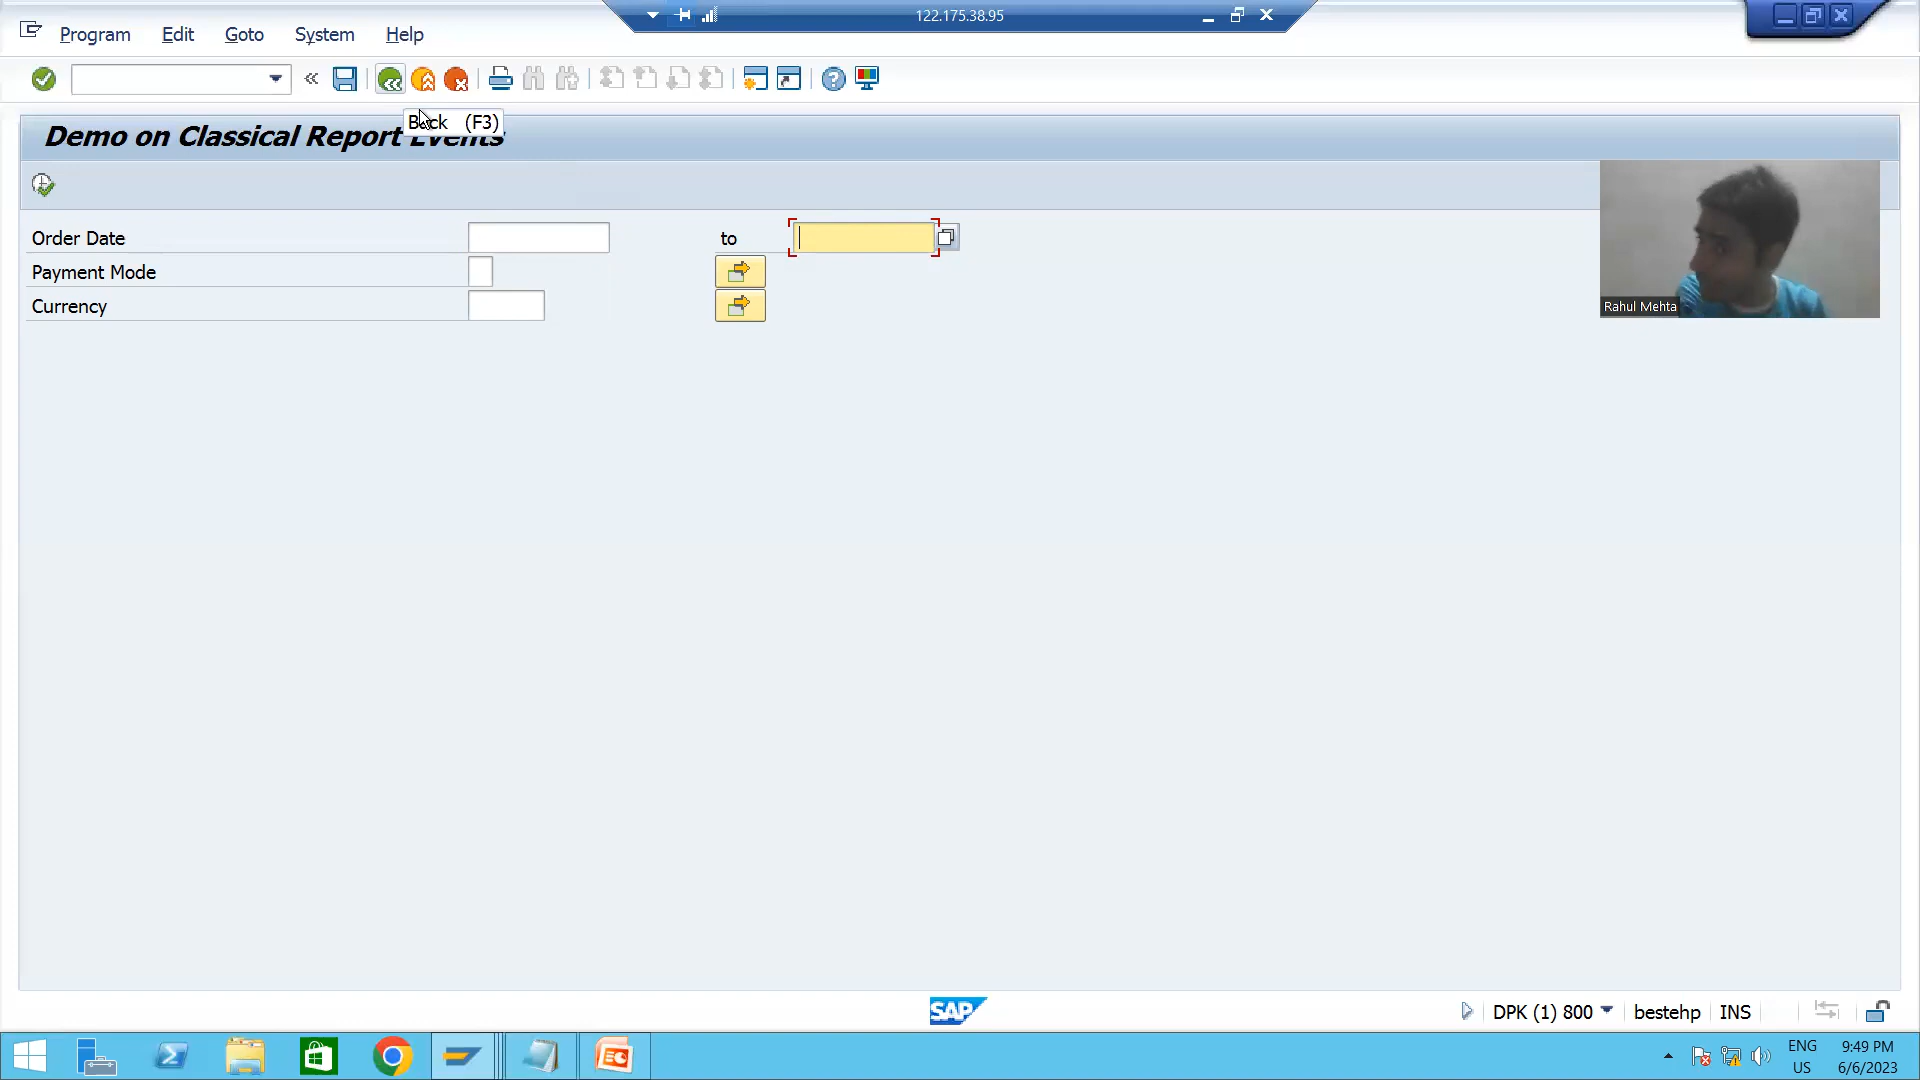 122.175.38.95
Program Edit Goto System Help
Back (F3)
Demo on Classical Report Events
Order Date to
Payment Mode
Currency
Rahul Mehta
SAP
DPK (1) 800 bestehp INS
ENG 9:49 PM
US 6/6/2023